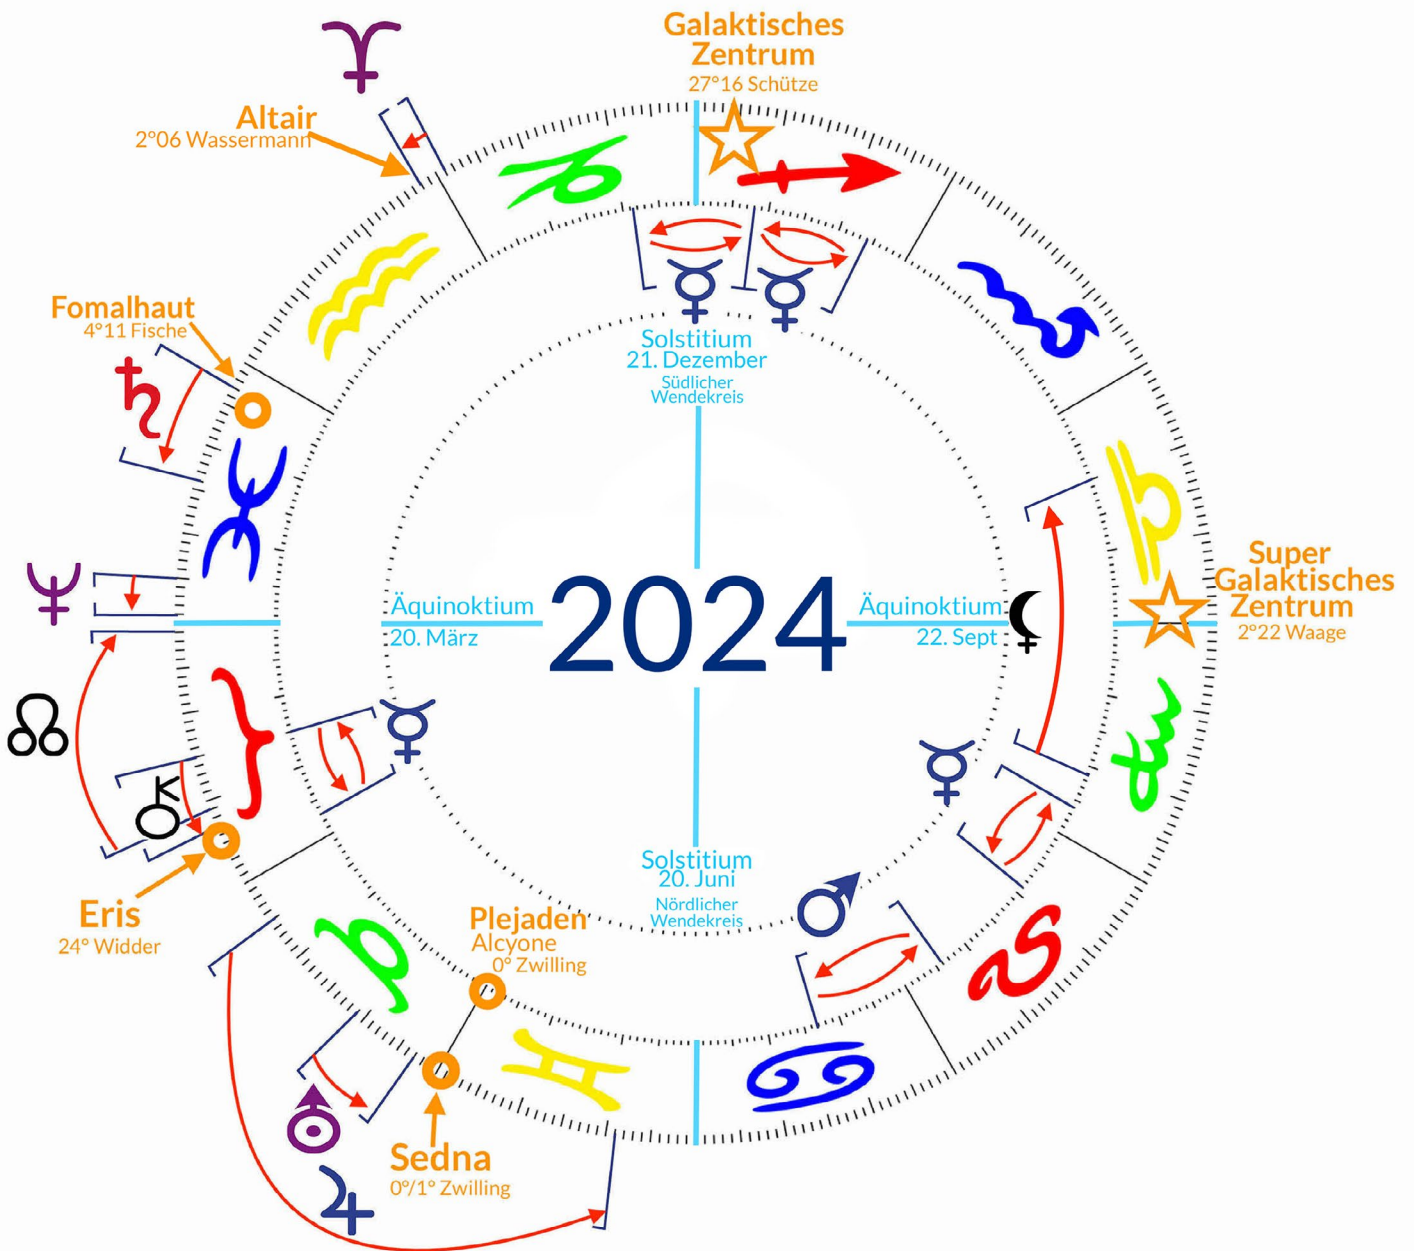 Galaktisches
Zentrum
27°16 Schütze
Altair
2°06 Wassermann
Fomalhaut
4°11 Fische
Solstitium
21. Dezember
Südlicher
Wendekreis
Super
Galaktisches
Zentrum
2°22 Waage
Äquinoktium
20. März
2024
Äquinoktium
22. Sept
Solstitium
20. Juni
Nördlicher
Wendekreis
Eris
24° Widder
Plejaden
Alcyone
0° Zwilling
Sedna
0°/1° Zwilling